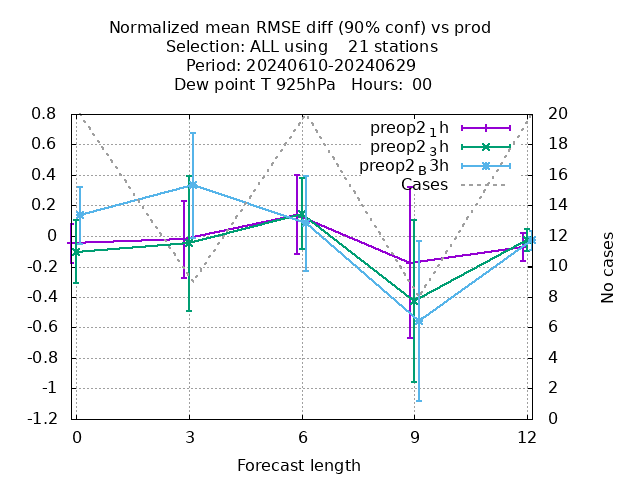 Normalized mean RMSE diff (90% conf) vs prod
Selection: ALL using    21 stations
Period: 20240610-20240629
Dew point T 925hPa   Hours:  00
preop2 1h
preop2 3h
preop2 B3h
Cases
0.8
0.6
0.4
0.2
0
-0.2
-0.4
-0.6
-0.8
-1
-1.2
20
18
16
14
12
10
8
6
4
2
0
No cases
0 3 6 9 12
Forecast length